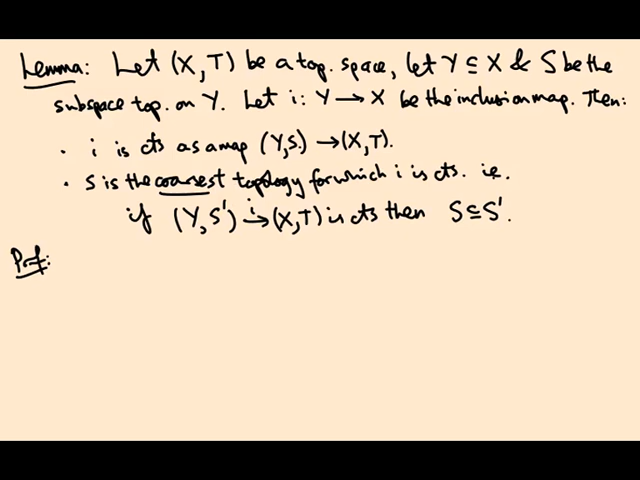 Lemma: Let (X,T) be a top. space, let Y ⊆ X & S be the
subspace top. on Y. Let i: Y → X be the inclusion map. Then:
• i is cts as a map (Y,S) → (X,T).
• S is the coarsest topology for which i is cts. i.e.
if (Y,S') →ⁱ (X,T) is cts then S ⊆ S'.
Prf: